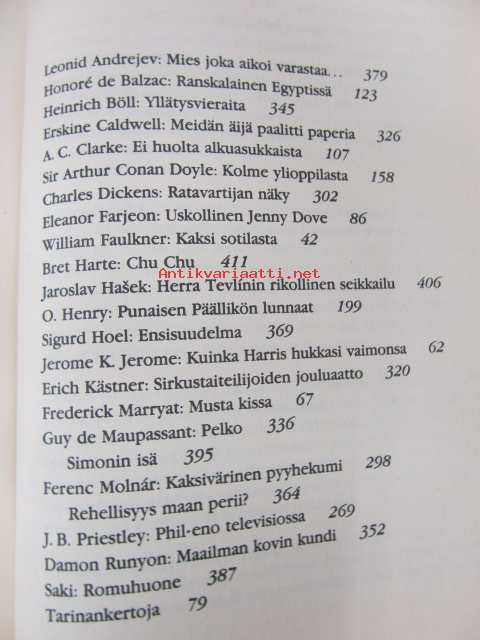 Leonid Andrejev: Mies joka aikoi varastaa... 379
Honoré de Balzac: Ranskalainen Egyptissä 123
Heinrich Böll: Yllätysvieraita 345
Erskine Caldwell: Meidän äijä paalitti paperia 326
A. C. Clarke: Ei huolta alkuasukkaista 107
Sir Arthur Conan Doyle: Kolme ylioppilasta 158
Charles Dickens: Ratavartijan näky 302
Eleanor Farjeon: Uskollinen Jenny Dove 86
William Faulkner: Kaksi sotilasta 42
Bret Harte: Chu Chu 411
Antikvariaatti.net
Jaroslav Hašek: Herra Tevlínin rikollinen seikkailu 406
O. Henry: Punaisen Päällikön lunnaat 199
Sigurd Hoel: Ensisuudelma 369
Jerome K. Jerome: Kuinka Harris hukkasi vaimonsa 62
Erich Kästner: Sirkustaiteilijoiden jouluaatto 320
Frederick Marryat: Musta kissa 67
Guy de Maupassant: Pelko 336
Simonin isä 395
Ferenc Molnár: Kaksivärinen pyyhekumi 298
Rehellisyys maan perii? 364
J. B. Priestley: Phil-eno televisiossa 269
Damon Runyon: Maailman kovin kundi 352
Saki: Romuhuone 387
Tarinankertoja 79